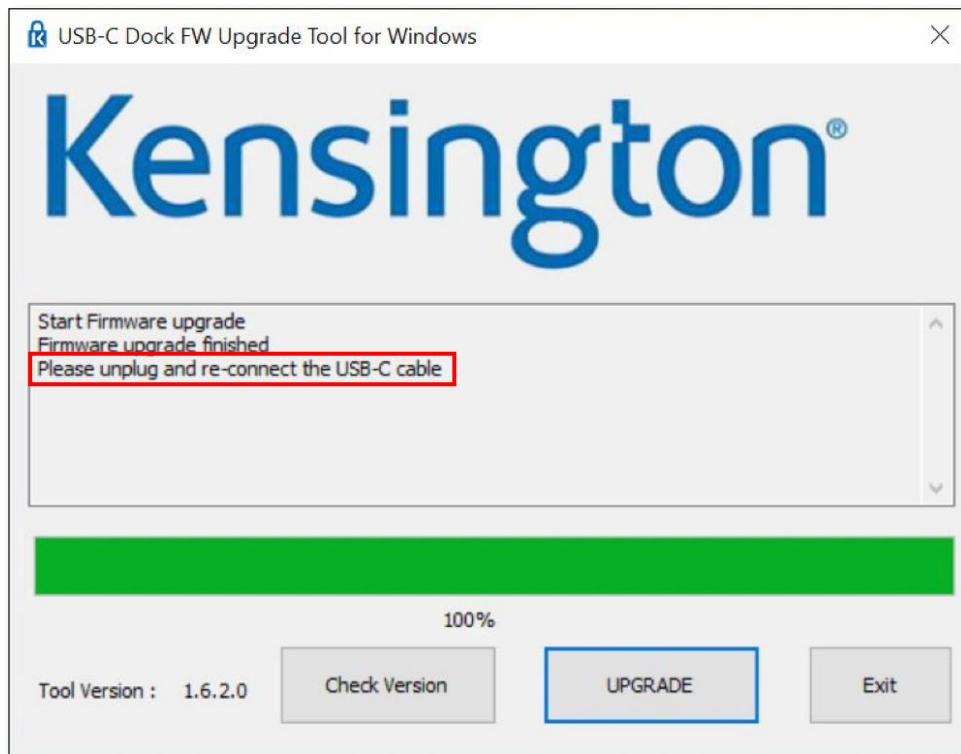 USB-C Dock FW Upgrade Tool for Windows
Kensington®
Start Firmware upgrade
Firmware upgrade finished
Please unplug and re-connect the USB-C cable
100%
Tool Version : 1.6.2.0
Check Version
UPGRADE
Exit